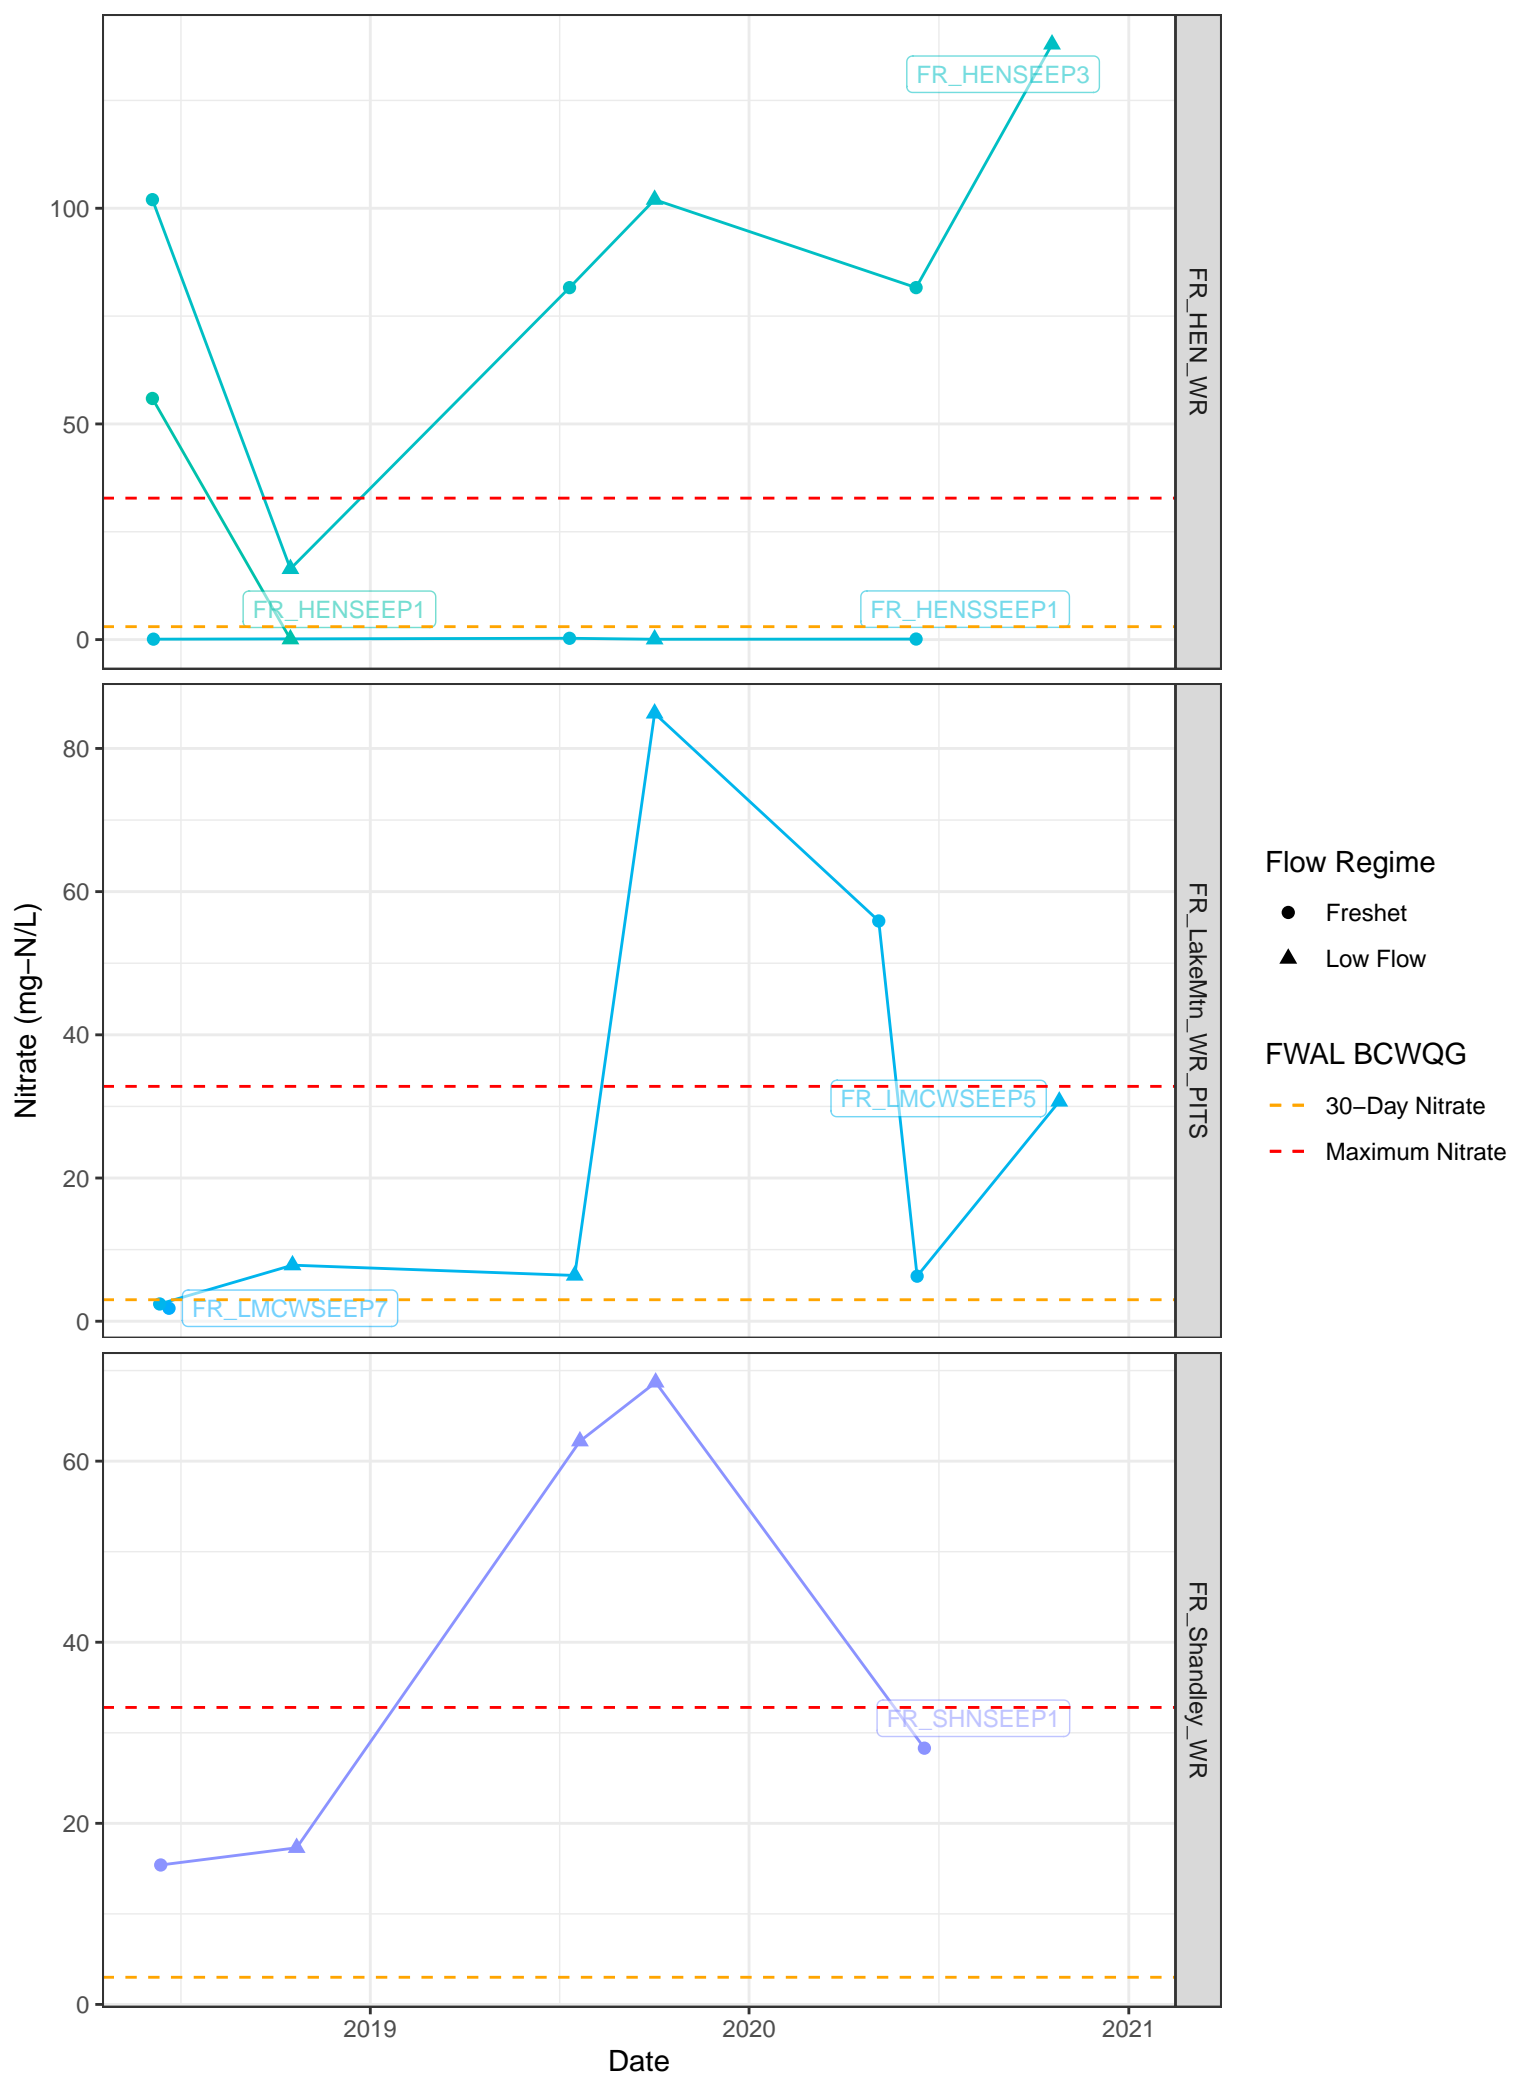 FR_HENSEEP3
100
50
0
FR_HENSEEP1
FR_HENSSEEP1
FR_HEN_WR
80
60
40
20
0
FR_LMCWSEEP5
FR_LMCWSEEP7
FR_LakeMtn_WR_PITS
60
40
20
0
FR_SHNSEEP1
FR_Shandley_WR
2019
2020
2021
Date
Nitrate (mg−N/L)
Flow Regime
Freshet
Low Flow
FWAL BCWQG
30−Day Nitrate
Maximum Nitrate